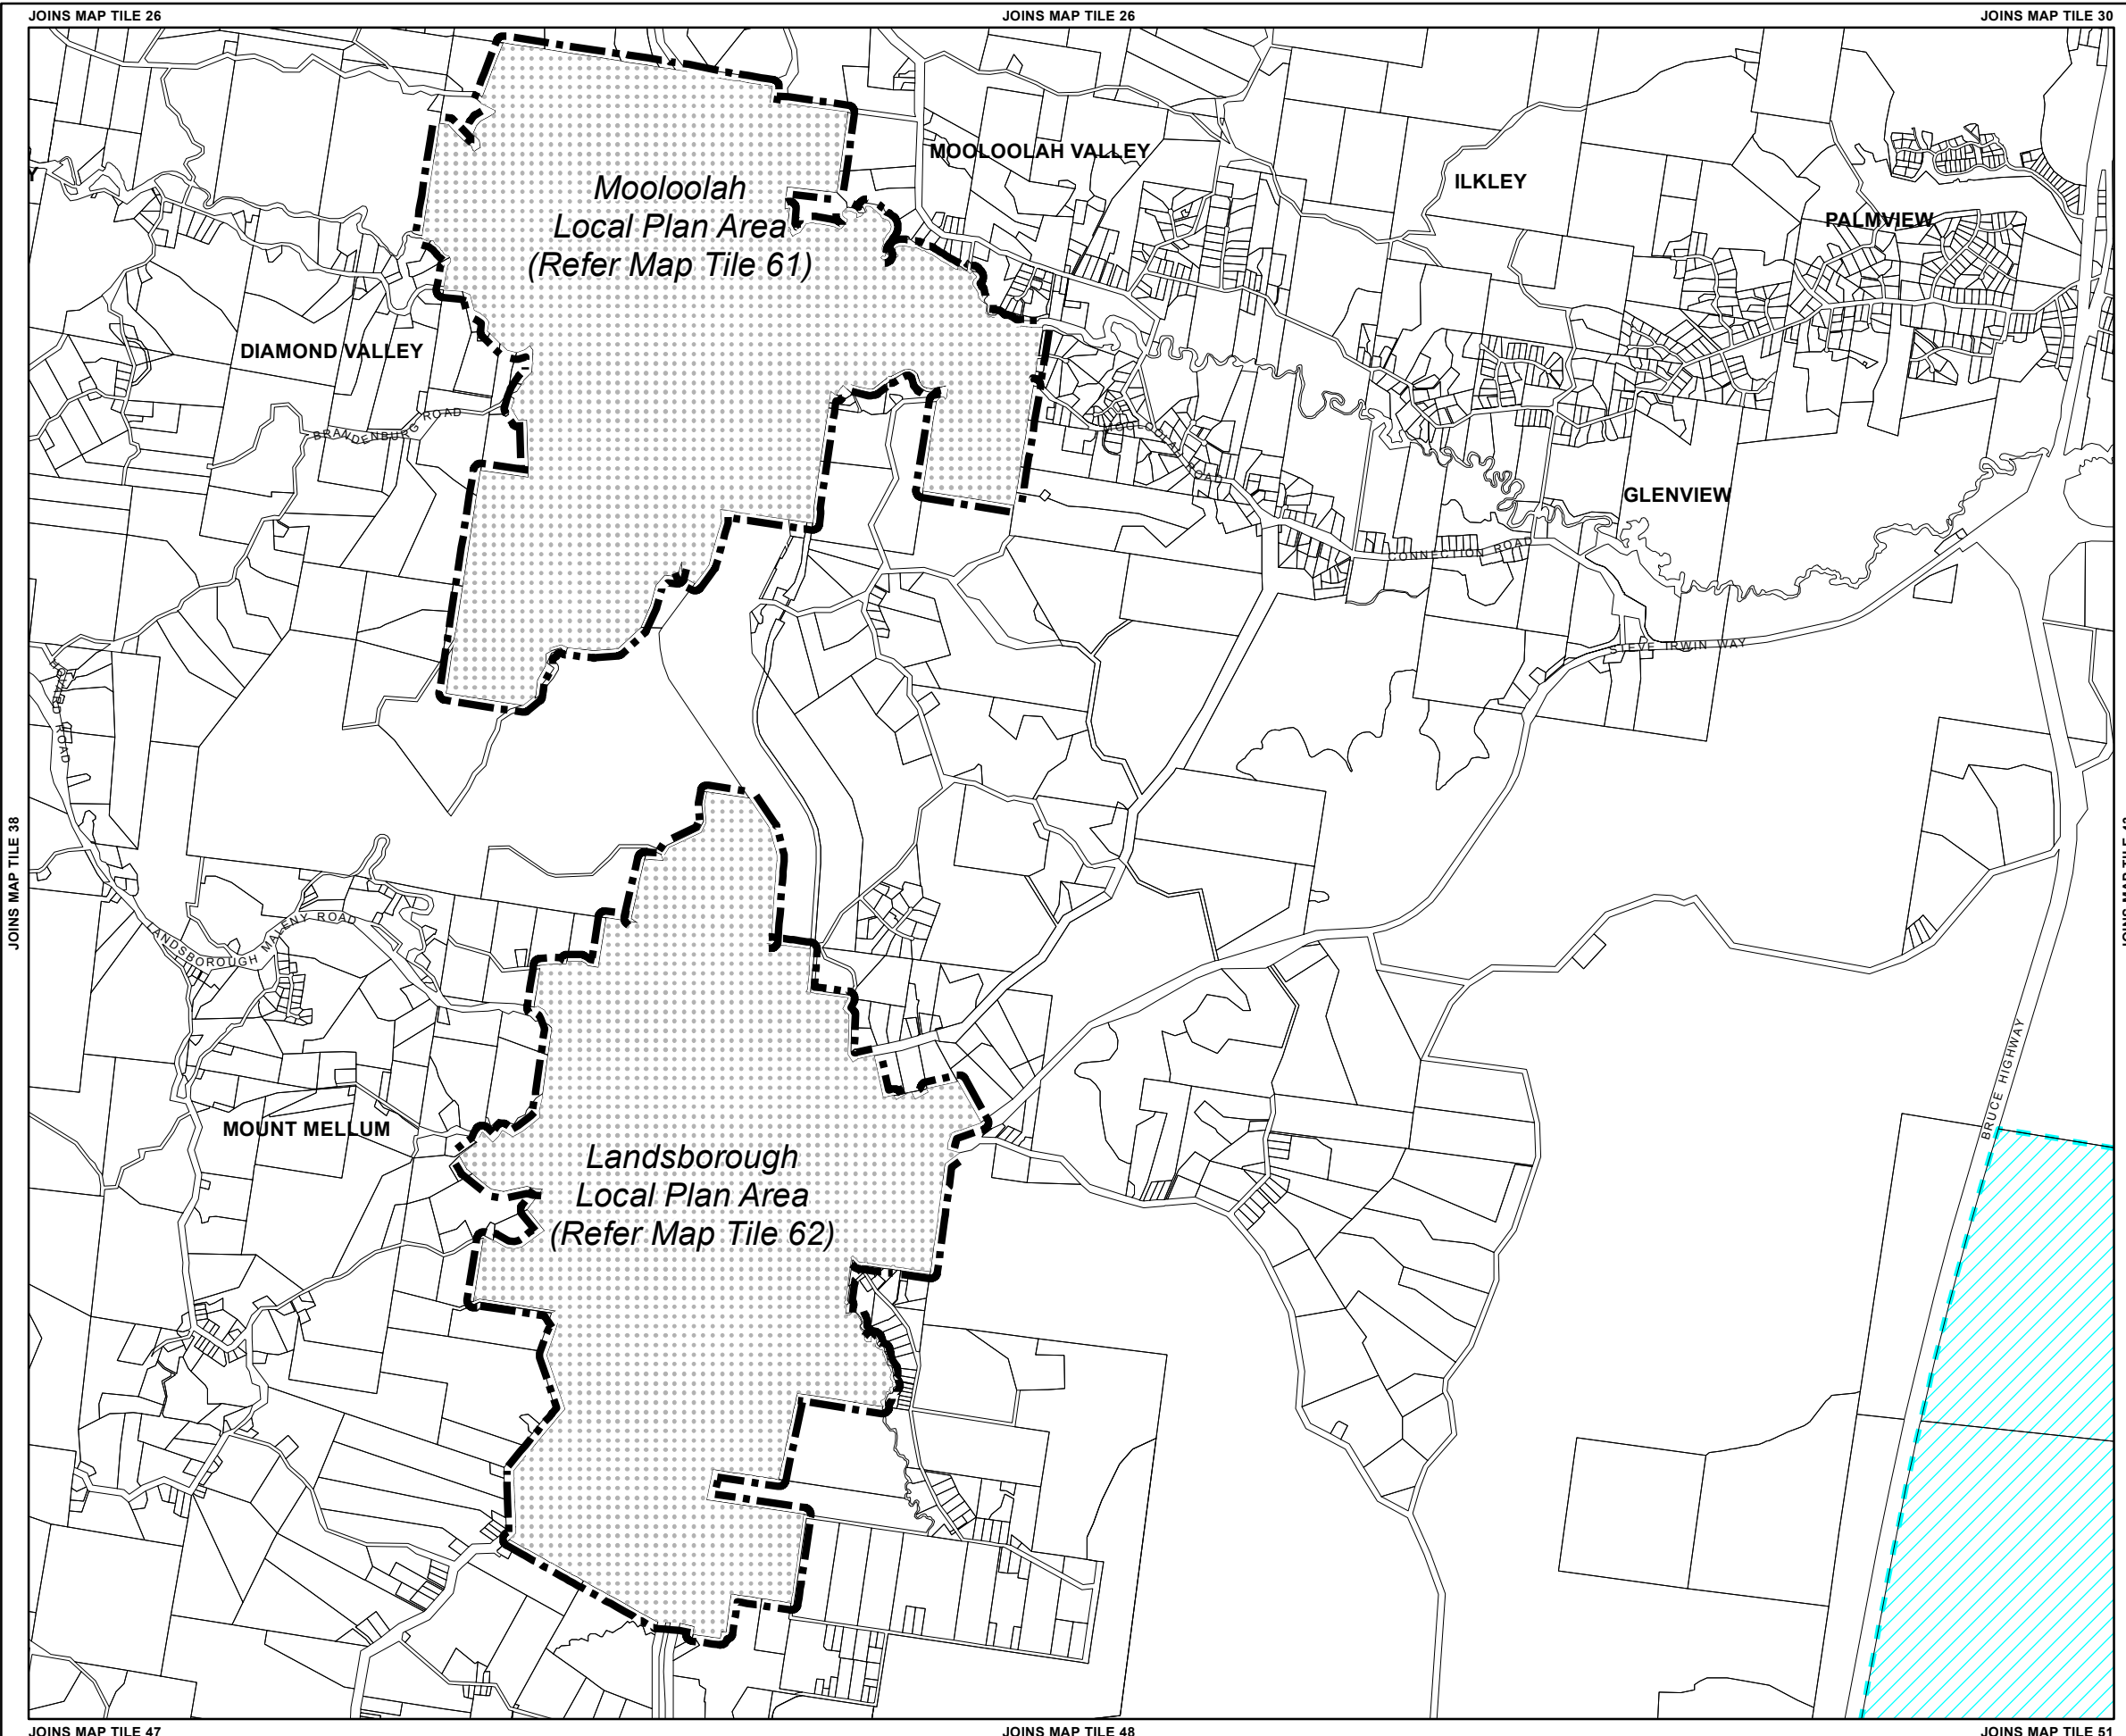 JOINS MAP TILE 26
JOINS MAP TILE 26
JOINS MAP TILE 30
MOOLOOLAH VALLEY
ILKLEY
PALMVIEW
Y
Mooloolah
Local Plan Area
(Refer Map Tile 61)
DIAMOND VALLEY
BRANDENBURG ROAD
MOOLOOLAH ROAD
GLENVIEW
CONNECTION ROAD
STEVE IRWIN WAY
ROAD
JOINS MAP TILE 38
LANDSBOROUGH MALENY ROAD
BRUCE HIGHWAY
MOUNT MELLUM
Landsborough
Local Plan Area
(Refer Map Tile 62)
JOINS MAP TILE 47
JOINS MAP TILE 48
JOINS MAP TILE 51